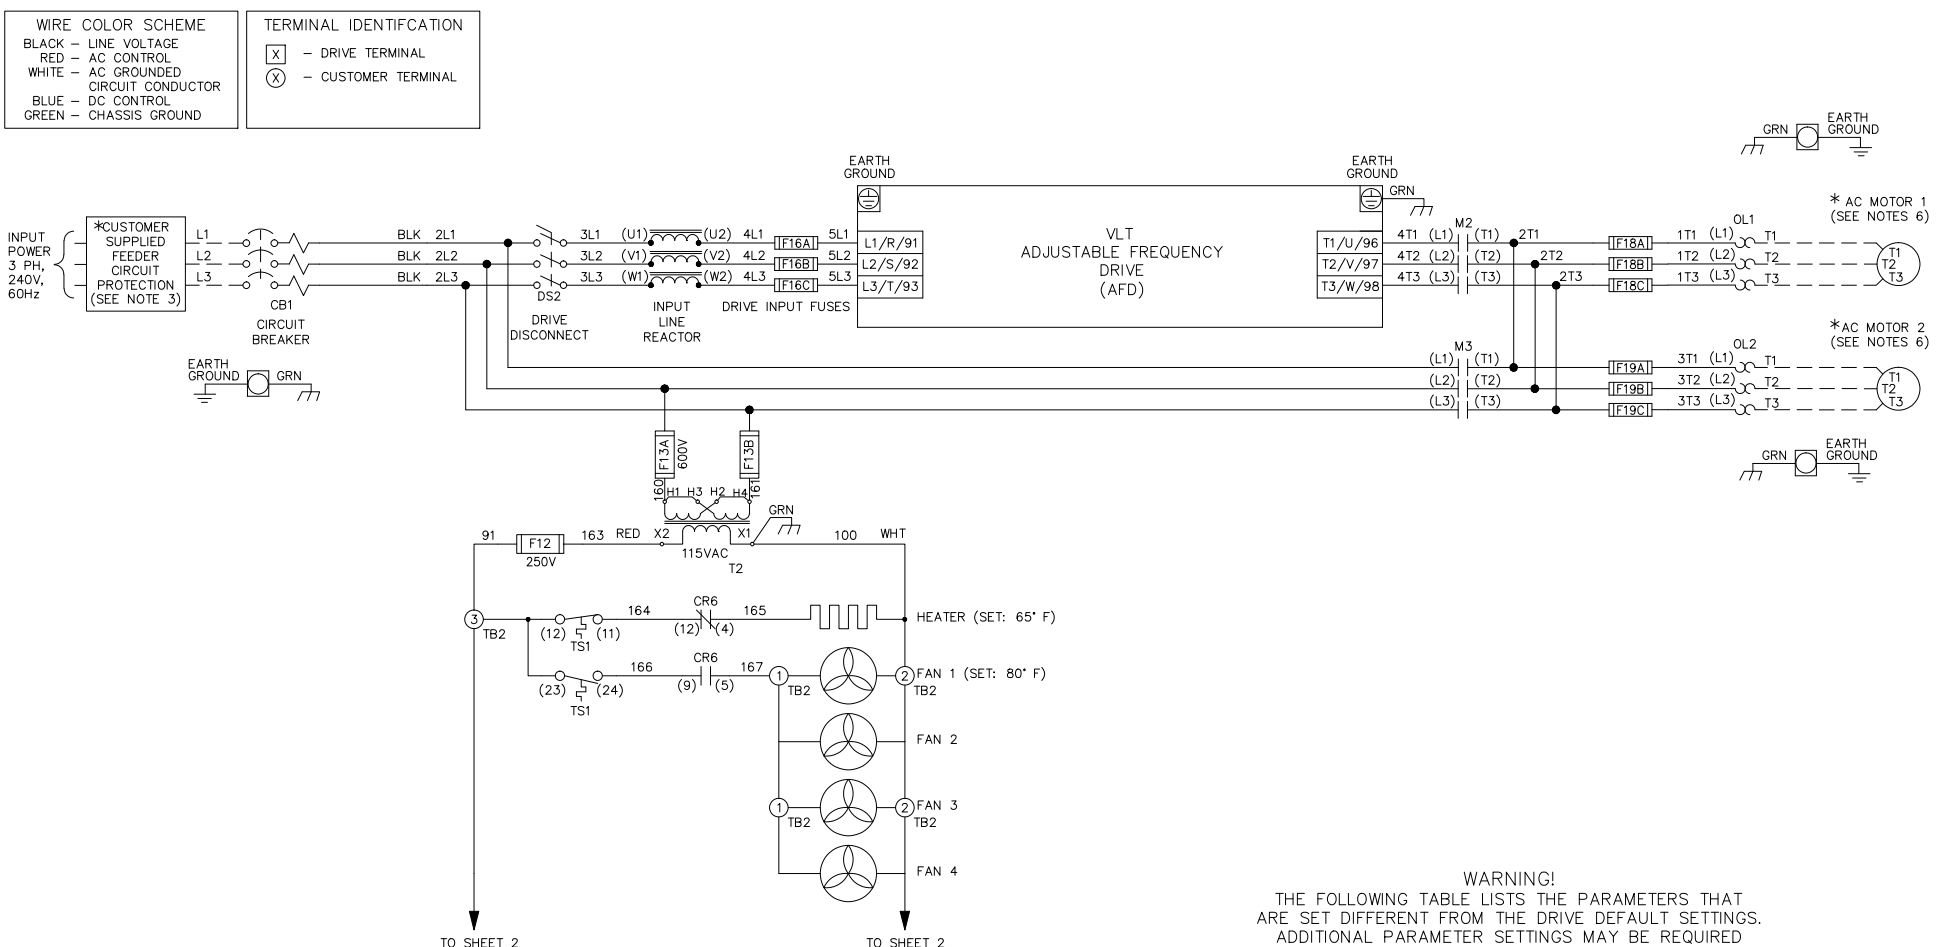 WIRE COLOR SCHEME
BLACK – LINE VOLTAGE
RED – AC CONTROL
WHITE – AC GROUNDED
CIRCUIT CONDUCTOR
BLUE – DC CONTROL
GREEN – CHASSIS GROUND
TERMINAL IDENTIFCATION
X – DRIVE TERMINAL
X – CUSTOMER TERMINAL
INPUT
POWER
3 PH,
240V,
60Hz
*CUSTOMER
SUPPLIED
FEEDER
CIRCUIT
PROTECTION
(SEE NOTE 3)
L1
L2
L3
CB1
CIRCUIT
BREAKER
EARTH
GROUND
GRN
BLK 2L1
BLK 2L2
BLK 2L3
DS2
DRIVE
DISCONNECT
3L1 (U1) (U2) 4L1 F16A 5L1
3L2 (V1) (V2) 4L2 F16B 5L2
3L3 (W1) (W2) 4L3 F16C 5L3
INPUT
LINE
REACTOR
DRIVE INPUT FUSES
EARTH
GROUND
L1/R/91
L2/S/92
L3/T/93
VLT
ADJUSTABLE FREQUENCY
DRIVE
(AFD)
EARTH
GROUND
GRN
T1/U/96
T2/V/97
T3/W/98
M2
4T1 (L1) (T1) 2T1
4T2 (L2) (T2) 2T2
4T3 (L3) (T3) 2T3
F18A
F18B
F18C
OL1
1T1 (L1) T1
1T2 (L2) T2
1T3 (L3) T3
GRN
EARTH
GROUND
* AC MOTOR 1
(SEE NOTES 6)
T1
T2
T3
M3
(L1) (T1)
(L2) (T2)
(L3) (T3)
F19A
F19B
F19C
OL2
3T1 (L1) T1
3T2 (L2) T2
3T3 (L3) T3
*AC MOTOR 2
(SEE NOTES 6)
T1
T2
T3
GRN
EARTH
GROUND
F13A
600V
F13B
160
161
H1 H3 H2 H4
GRN
91 F12 163 RED X2 X1 100 WHT
250V
115VAC
T2
3
TB2
(12) (11)
TS1
164
CR6
(12) (4)
165
HEATER (SET: 65° F)
(23) (24)
TS1
166
CR6
(9) (5)
167
1
TB2
2
TB2
FAN 1 (SET: 80° F)
FAN 2
1
TB2
2
TB2
FAN 3
FAN 4
TO SHEET 2
TO SHEET 2
WARNING!
THE FOLLOWING TABLE LISTS THE PARAMETERS THAT
ARE SET DIFFERENT FROM THE DRIVE DEFAULT SETTINGS.
ADDITIONAL PARAMETER SETTINGS MAY BE REQUIRED